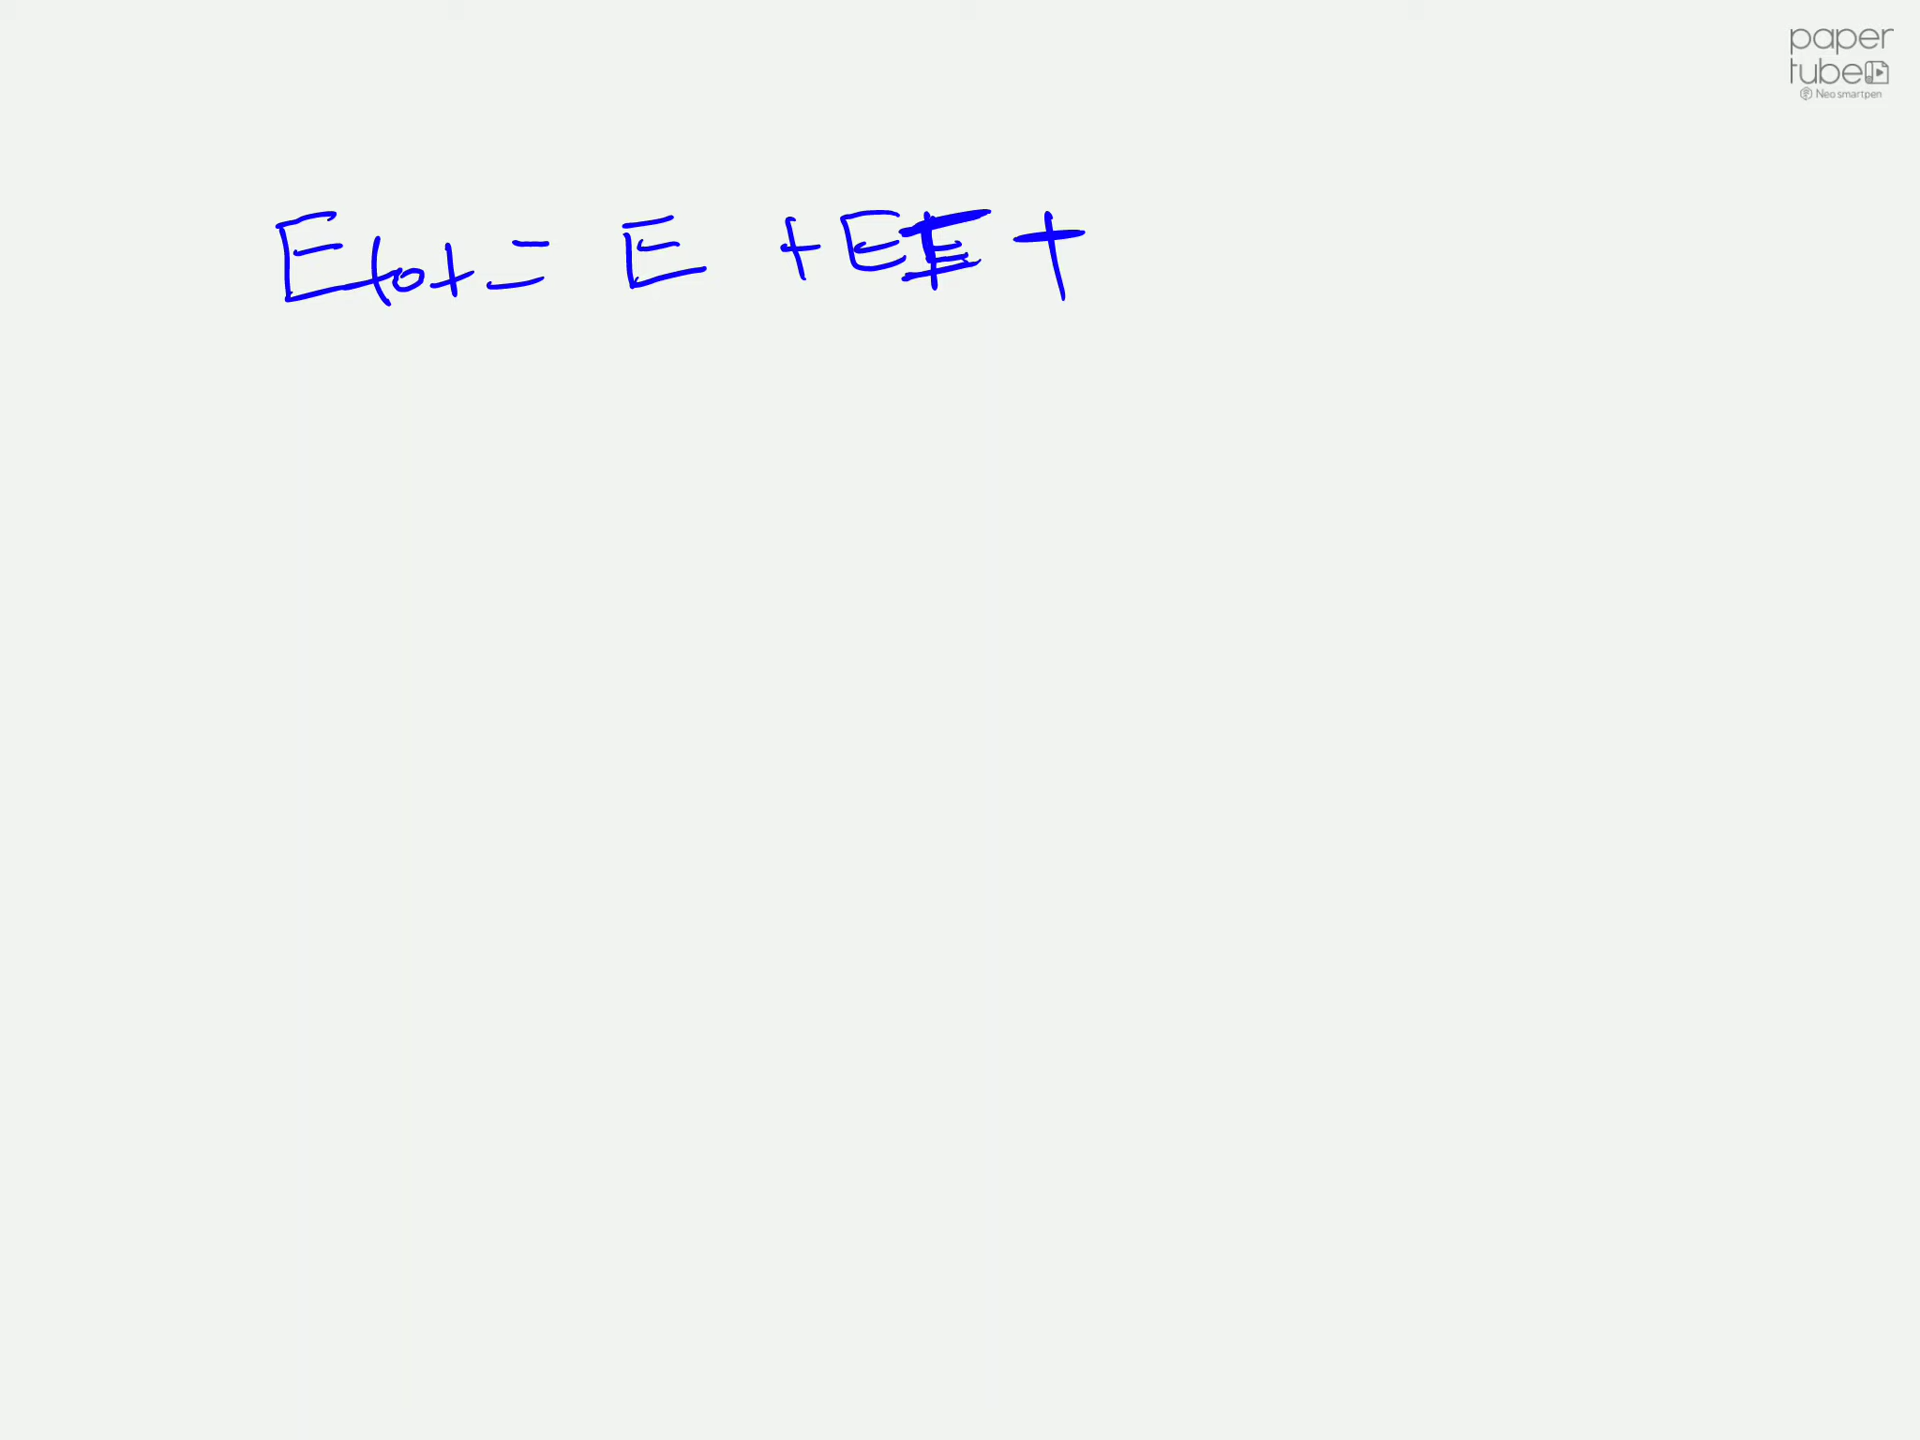 paper
tube
Neo smartpen
Etot = E + E +